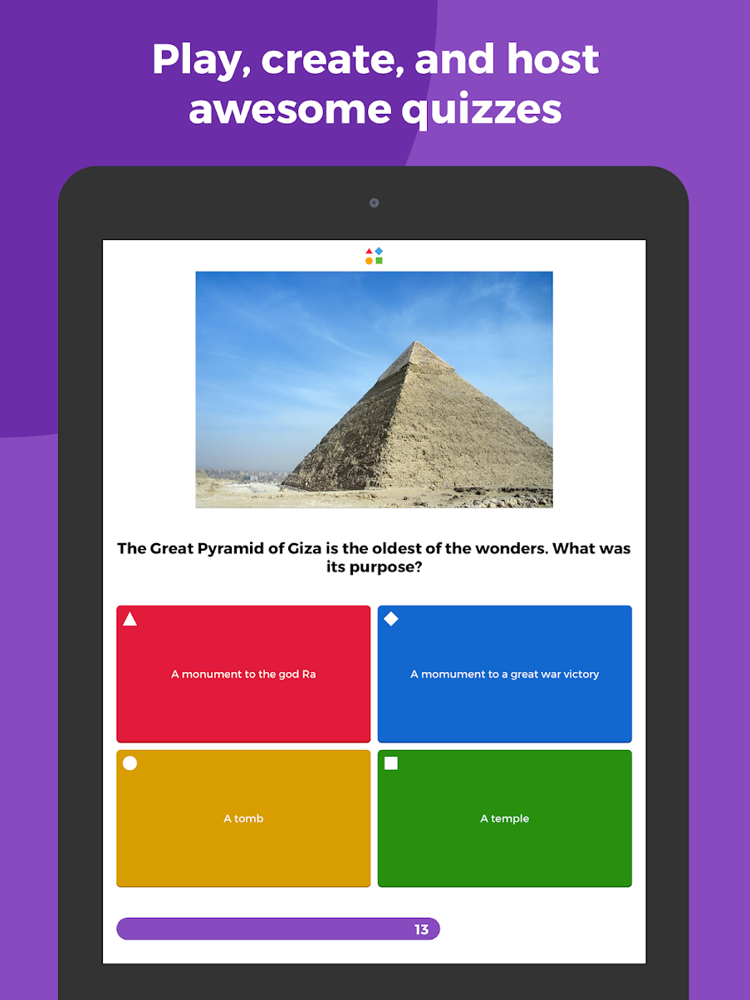 Play, create, and host
awesome quizzes
The Great Pyramid of Giza is the oldest of the wonders. What was
its purpose?
A monument to the god Ra
A momument to a great war victory
A tomb
A temple
13